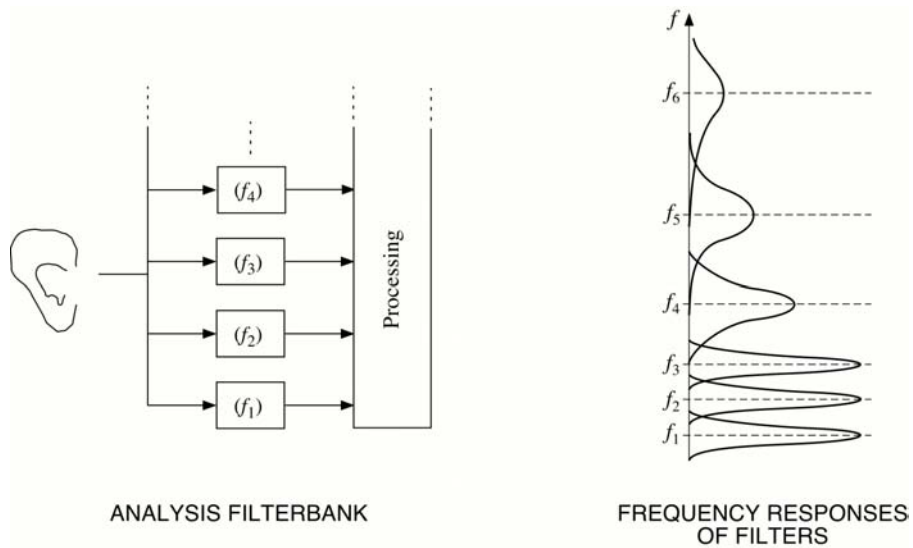 (f4)
(f3)
(f2)
(f1)
Processing
ANALYSIS FILTERBANK
f
f6
f5
f4
f3
f2
f1
FREQUENCY RESPONSES
OF FILTERS